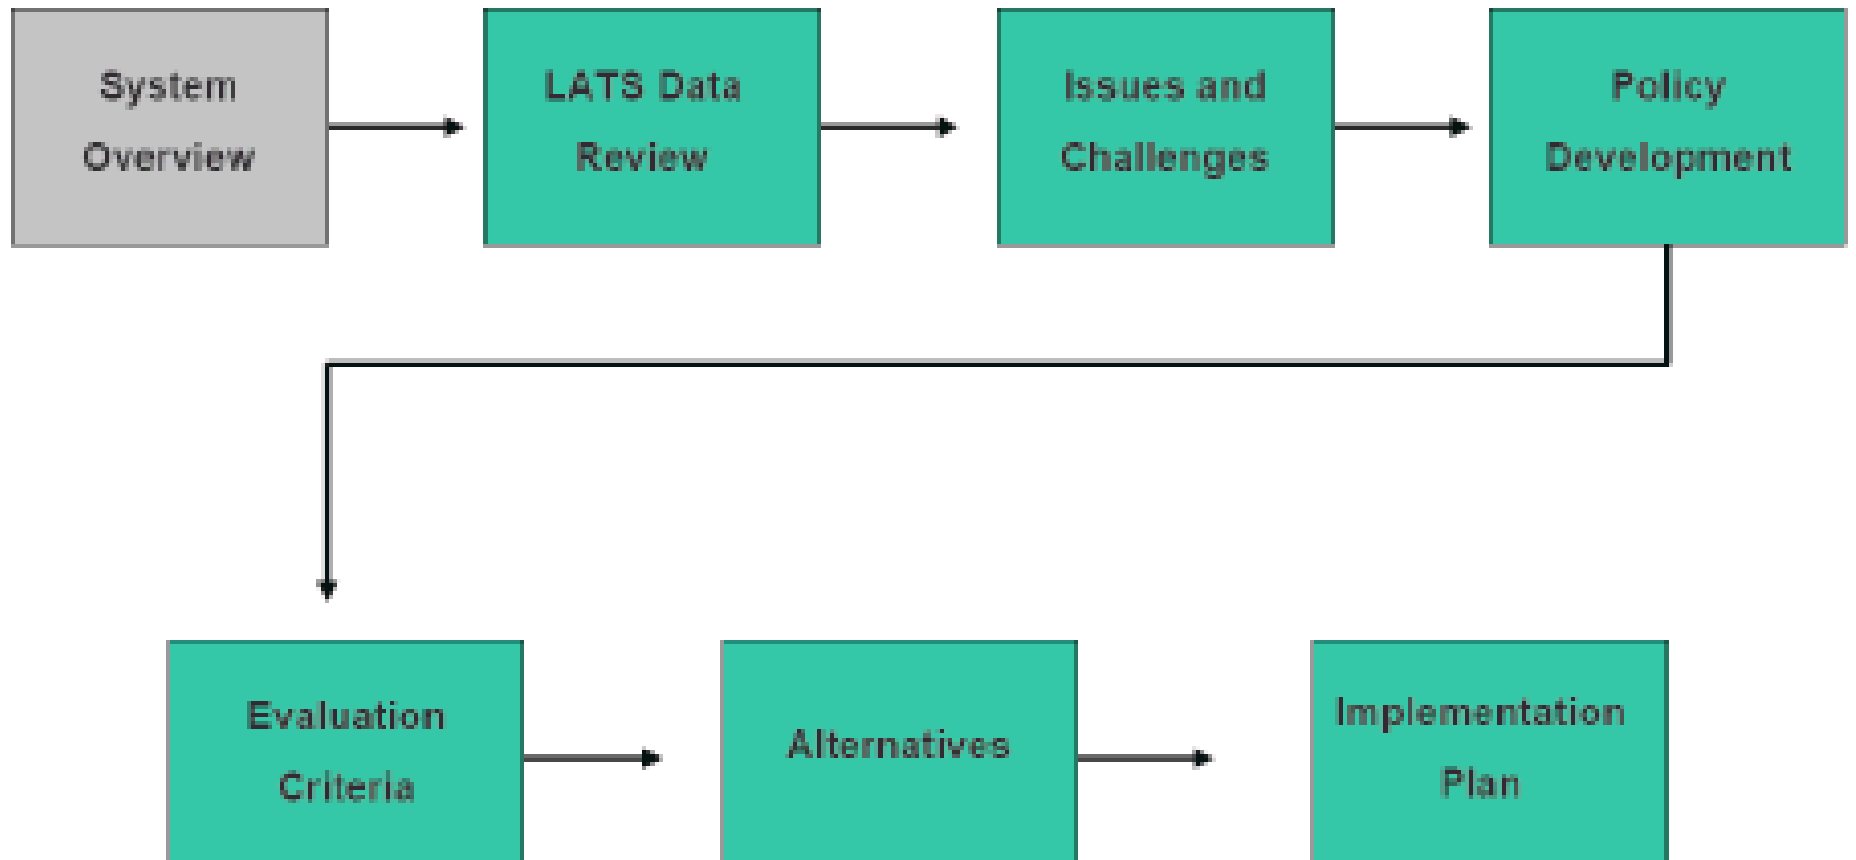 System
Overview
LATS Data
Review
Issues and
Challenges
Policy
Development
Evaluation
Criteria
Alternatives
Implementation
Plan